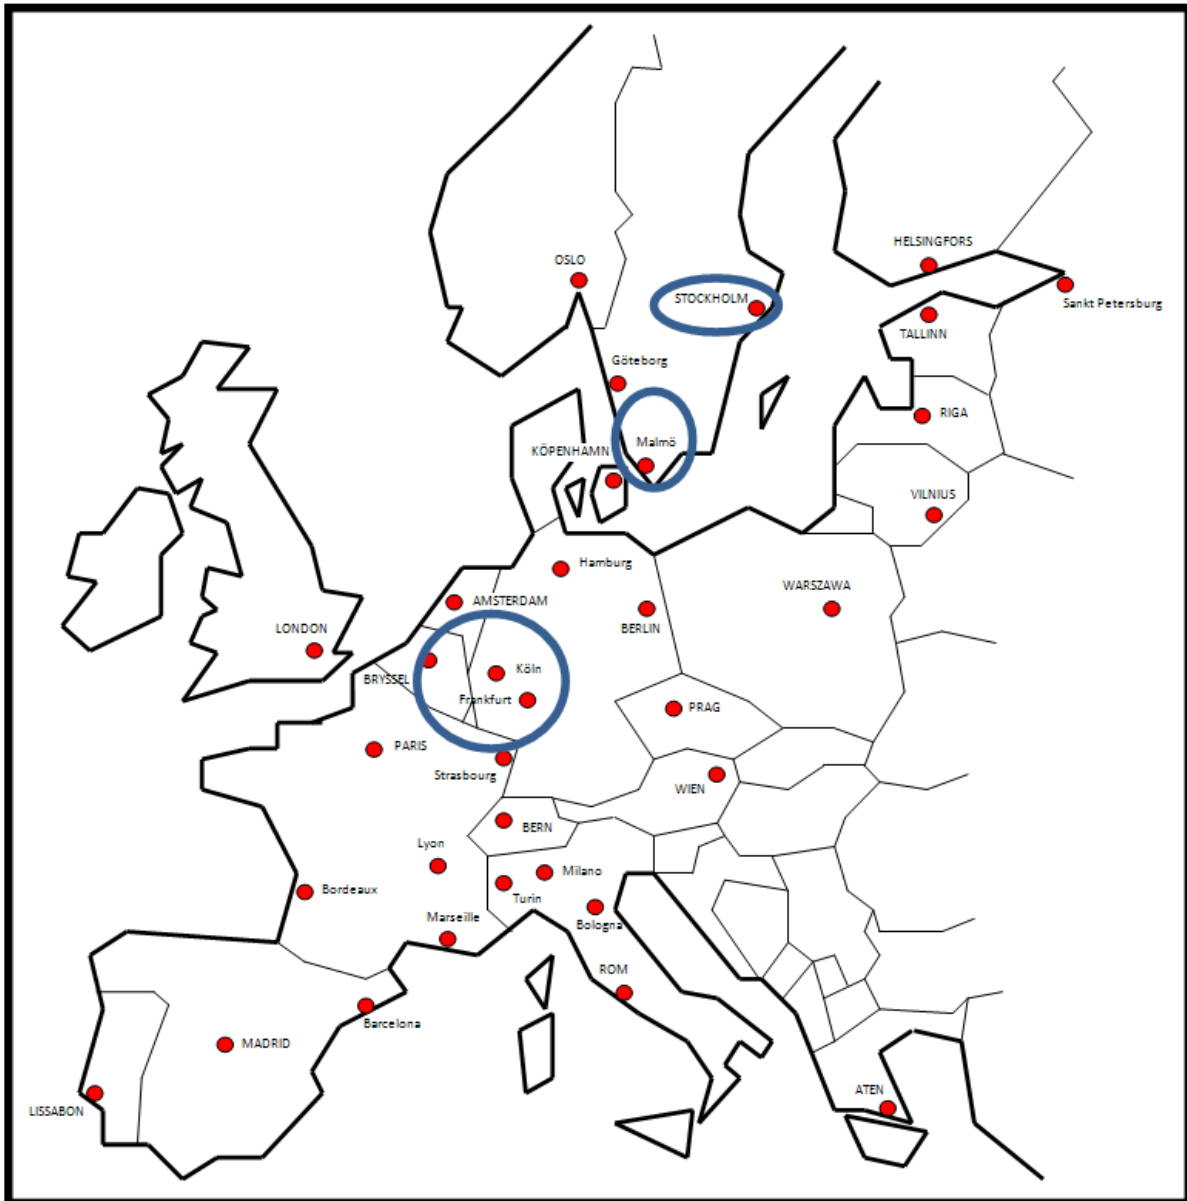 HELSINGFORS
OSLO
STOCKHOLM
Sankt Petersburg
TALLINN
Göteborg
RIGA
Malmö
KÖPENHAMN
VILNIUS
Hamburg
WARSZAWA
AMSTERDAM
BERLIN
LONDON
Köln
BRYSSEL
Frankfurt
PRAG
PARIS
Strasbourg
WIEN
BERN
Lyon
Milano
Bordeaux
Turin
Marseille
Bologna
ROM
Barcelona
MADRID
ATEN
LISSABON